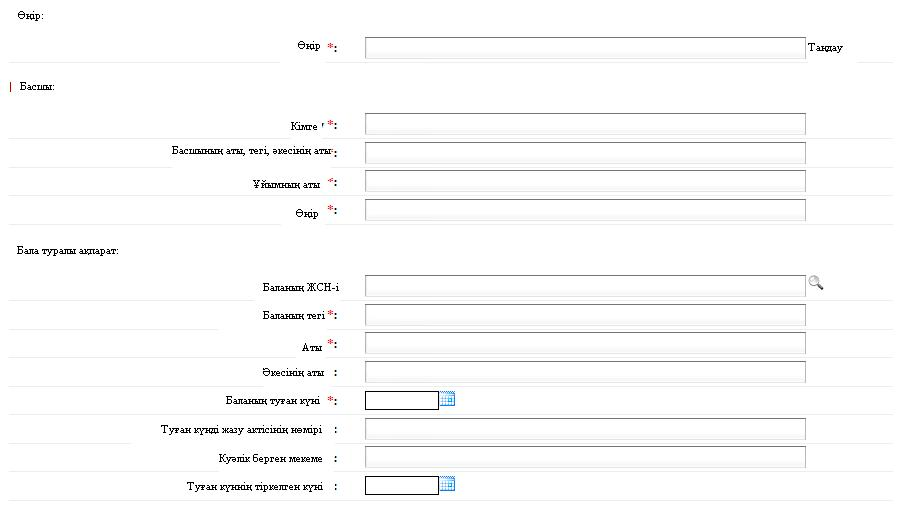 Өңір:
Өңір *: Таңдау
Басшы:
Кімге *:
Басшының аты, тегі, әкесінің аты:
Ұйымның аты *:
Өңір *:
Бала туралы ақпарат:
Баланың ЖСН-і
Баланың тегі *:
Аты *:
Әкесінің аты :
Баланың туған күні *:
Туған күнді жазу актісінің нөмірі :
Куәлік берген мекеме :
Туған күннің тіркелген күні :